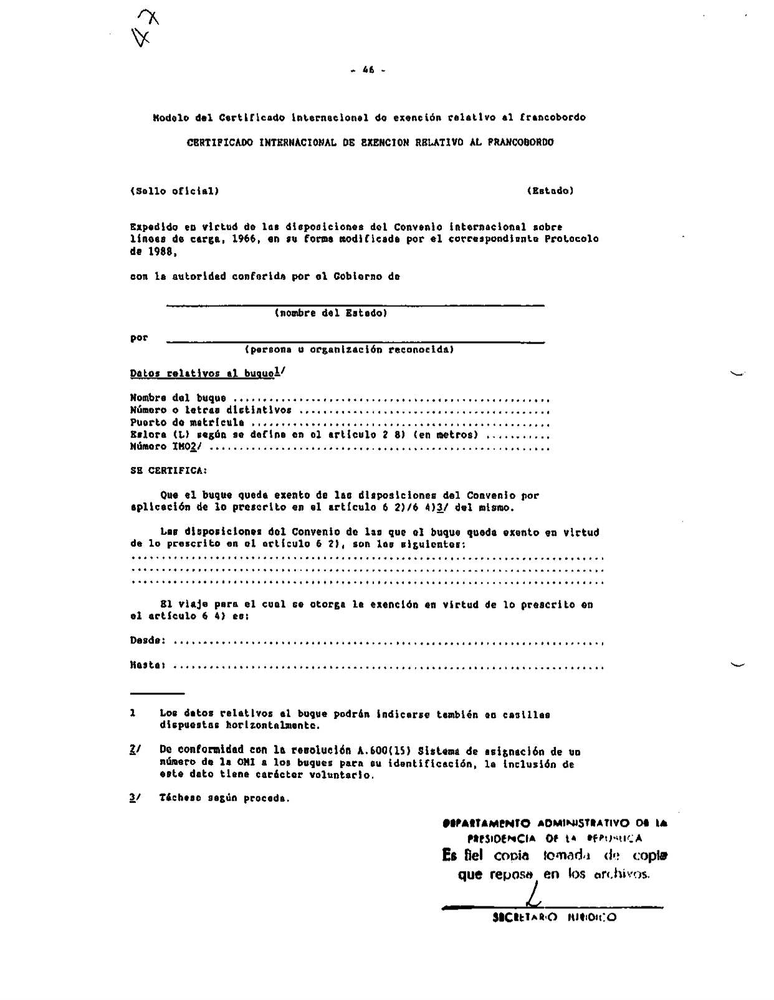 47
- 46 -
Modelo del Certificado internacional de exención relativo al francobordo
CERTIFICADO INTERNACIONAL DE EXENCION RELATIVO AL FRANCOBORDO
(Sello oficial) (Estado)
Expedido en virtud de las disposiciones del Convenio internacional sobre
líneas de carga, 1966, en su forma modificada por el correspondiente Protocolo
de 1988,
con la autoridad conferida por el Gobierno de
(nombre del Estado)
por
(persona u organización reconocida)
Datos relativos al buque1/
Nombre del buque ....................................................
Número o letras distintivos .........................................
Puerto de matrícula .................................................
Eslora (L) según se define en el artículo 2 8) (en metros) ...........
Número IMO2/ ........................................................
SE CERTIFICA:
Que el buque queda exento de las disposiciones del Convenio por
aplicación de lo prescrito en el artículo 6 2)/6 4)3/ del mismo.
Las disposiciones del Convenio de las que el buque queda exento en virtud
de lo prescrito en el artículo 6 2), son las siguientes:
..............................................................................
..............................................................................
..............................................................................
El viaje para el cual se otorga la exención en virtud de lo prescrito en
el artículo 6 4) es:
Desde: .......................................................................
Hasta: .......................................................................
1 Los datos relativos al buque podrán indicarse también en casillas
dispuestas horizontalmente.
2/ De conformidad con la resolución A.600(15) Sistema de asignación de un
número de la OMI a los buques para su identificación, la inclusión de
este dato tiene carácter voluntario.
3/ Táchese según proceda.
DEPARTAMENTO ADMINISTRATIVO DE LA
PRESIDENCIA DE LA REPUBLICA
Es fiel copia tomada de copia
que reposa en los archivos.
SECRETARIO JURIDICO